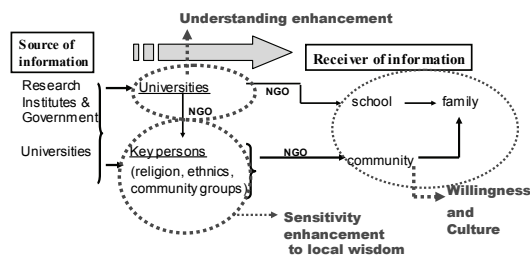 Understanding enhancement
Source of
information
Receiver of information
Research
Institutes &
Government
Universities
Universities
NGO
NGO
school
family
Key persons
(religion, ethnics,
community groups)
NGO
community
Willingness
and
Culture
Sensitivity
enhancement
to local wisdom